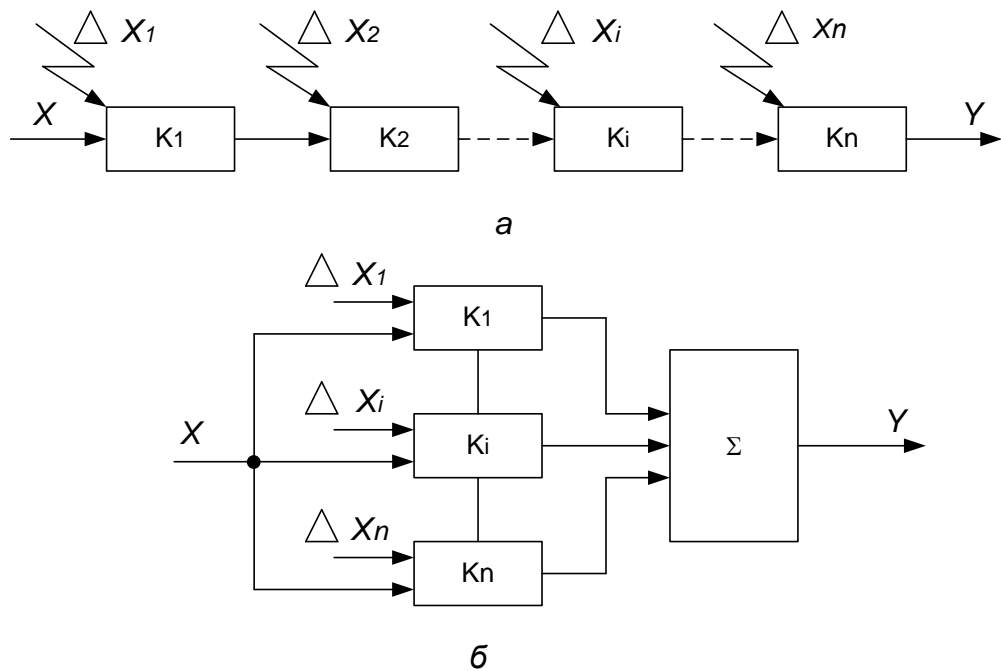 △ X1 △ X2 △ Xi △ Xn
X K1 K2 Ki Kn Y
а
△ X1
K1
△ Xi
X Ki Σ Y
△ Xn
Kn
б